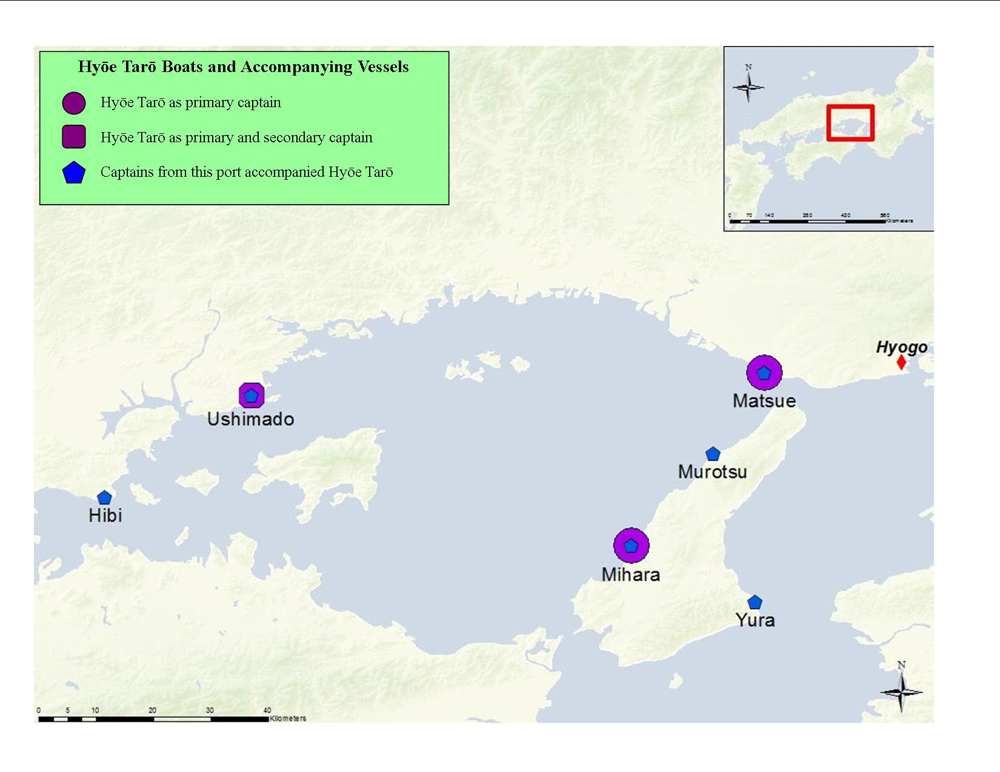 Hyōe Tarō Boats and Accompanying Vessels
Hyōe Tarō as primary captain
Hyōe Tarō as primary and secondary captain
Captains from this port accompanied Hyōe Tarō
N
0 70 140 280 420 560
Kilometers
Hyogo
Matsue
Ushimado
Murotsu
Hibi
Mihara
Yura
N
0 5 10 20 30 40
Kilometers